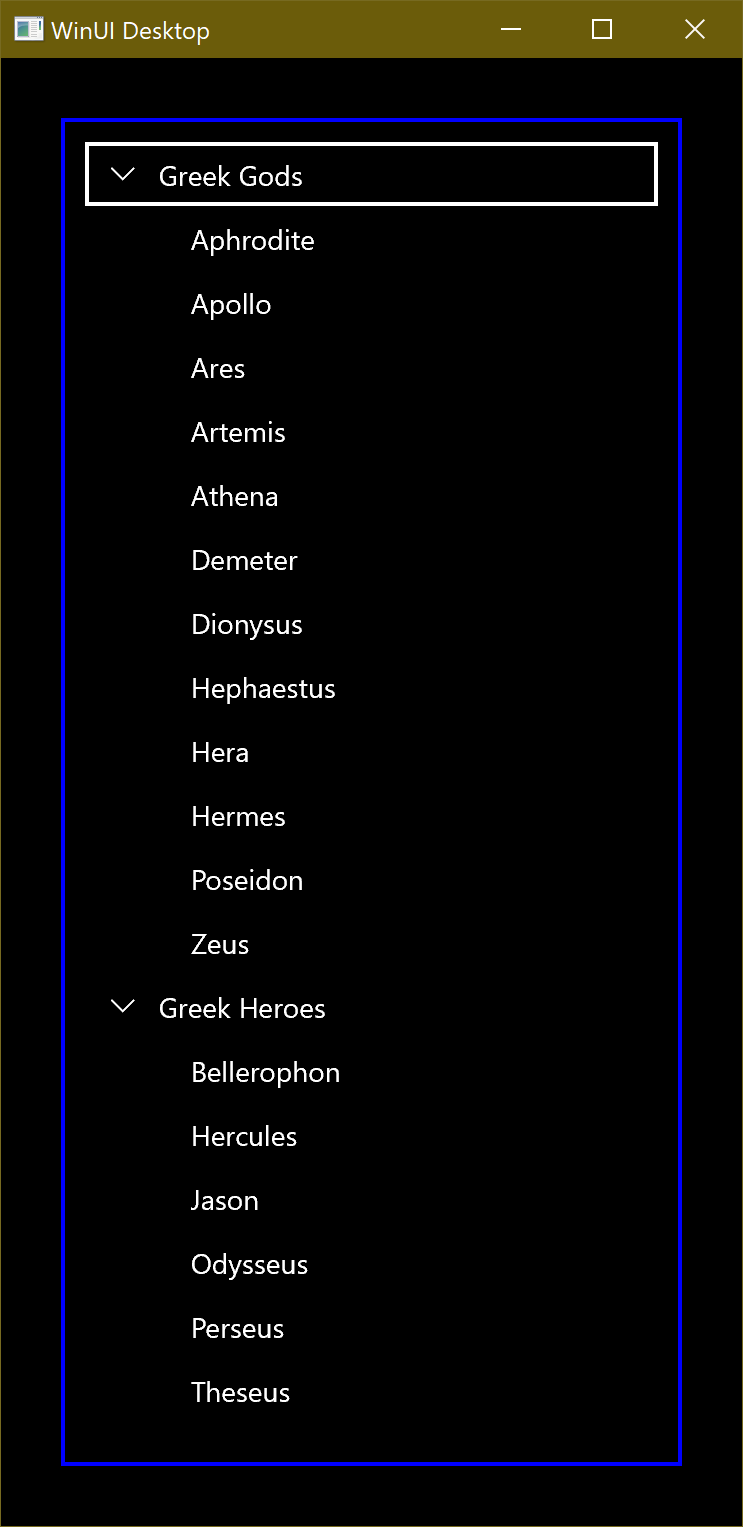 WinUI Desktop
Greek Gods
Aphrodite
Apollo
Ares
Artemis
Athena
Demeter
Dionysus
Hephaestus
Hera
Hermes
Poseidon
Zeus
Greek Heroes
Bellerophon
Hercules
Jason
Odysseus
Perseus
Theseus